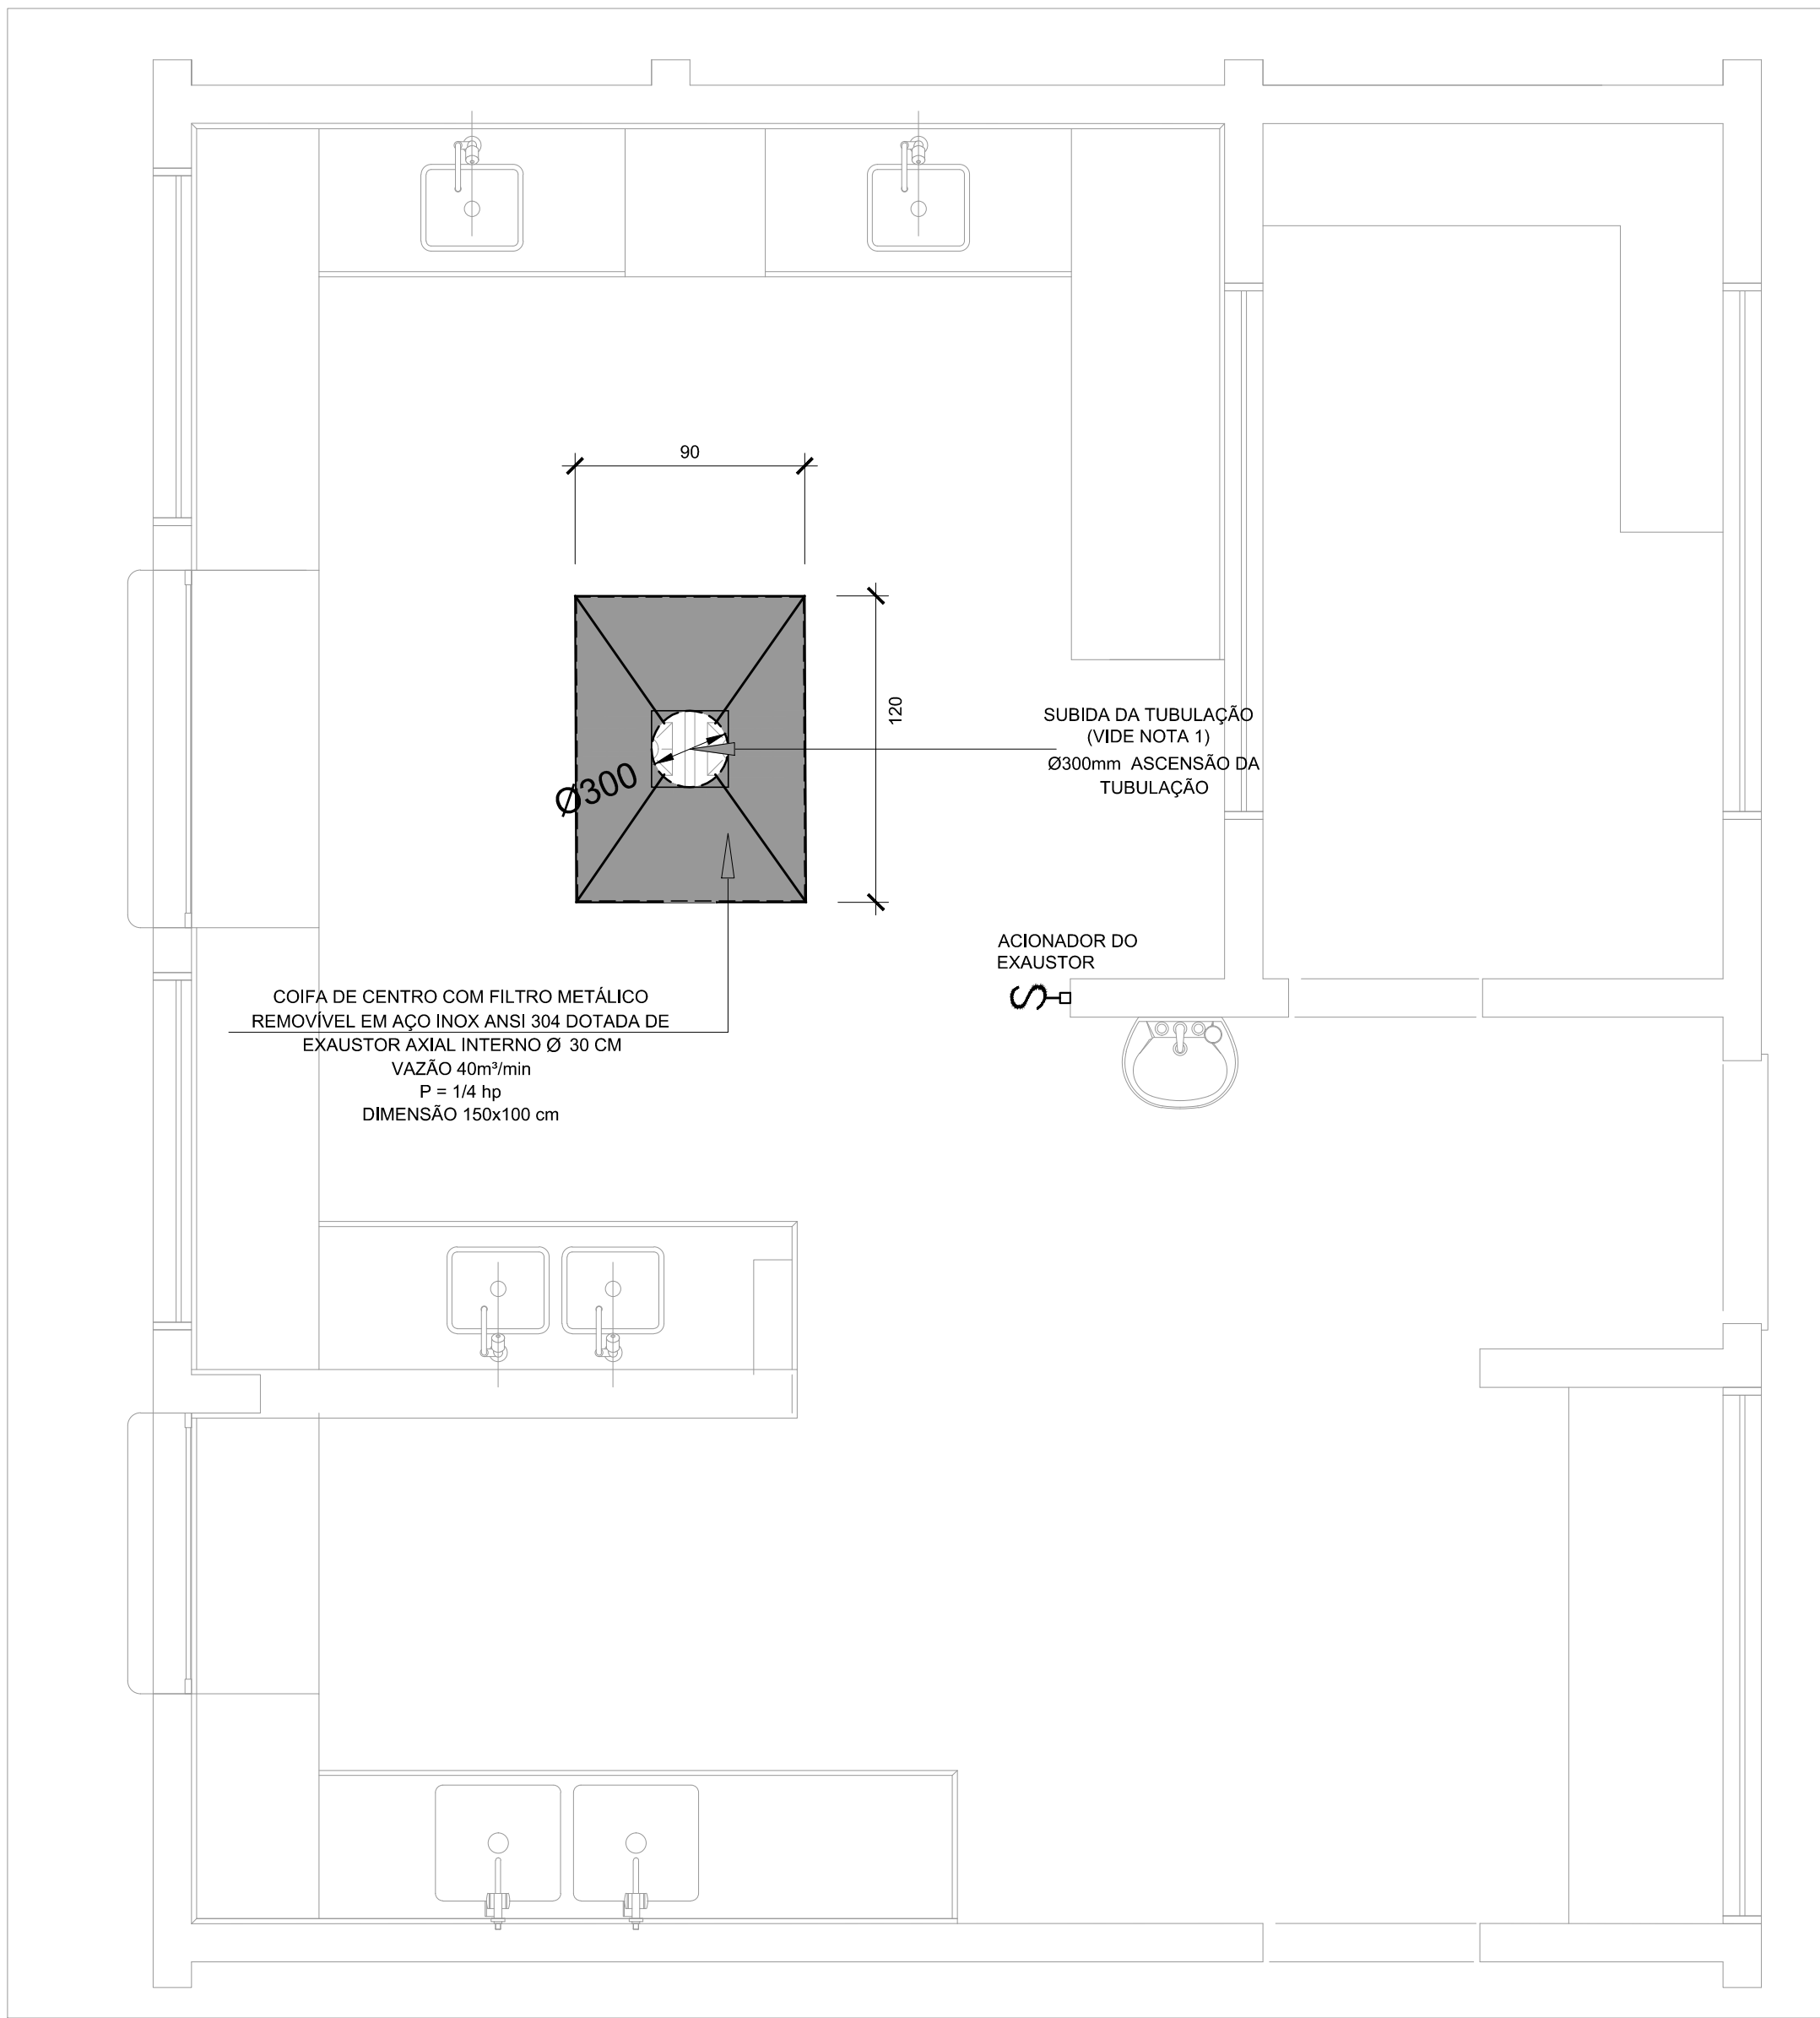 90
120
SUBIDA DA TUBULAÇÃO
(VIDE NOTA 1)
Ø300mm ASCENSÃO DA
TUBULAÇÃO
Ø300
ACIONADOR DO
EXAUSTOR
S
COIFA DE CENTRO COM FILTRO METÁLICO
REMOVÍVEL EM AÇO INOX ANSI 304 DOTADA DE
EXAUSTOR AXIAL INTERNO Ø 30 CM
VAZÃO 40m³/min
P = 1/4 hp
DIMENSÃO 150x100 cm